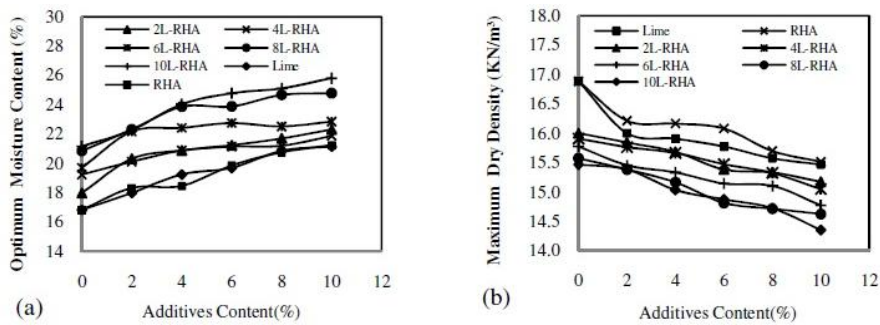 Optimum Moisture Content (%)
30
28
26
24
22
20
18
16
14
2L-RHA
4L-RHA
6L-RHA
8L-RHA
10L-RHA
Lime
RHA
0 2 4 6 8 10 12
(a)
Additives Content(%)
Maximum Dry Density (KN/m³)
18.0
17.5
17.0
16.5
16.0
15.5
15.0
14.5
14.0
Lime
RHA
2L-RHA
4L-RHA
6L-RHA
8L-RHA
10L-RHA
0 2 4 6 8 10 12
(b)
Additives Content(%)